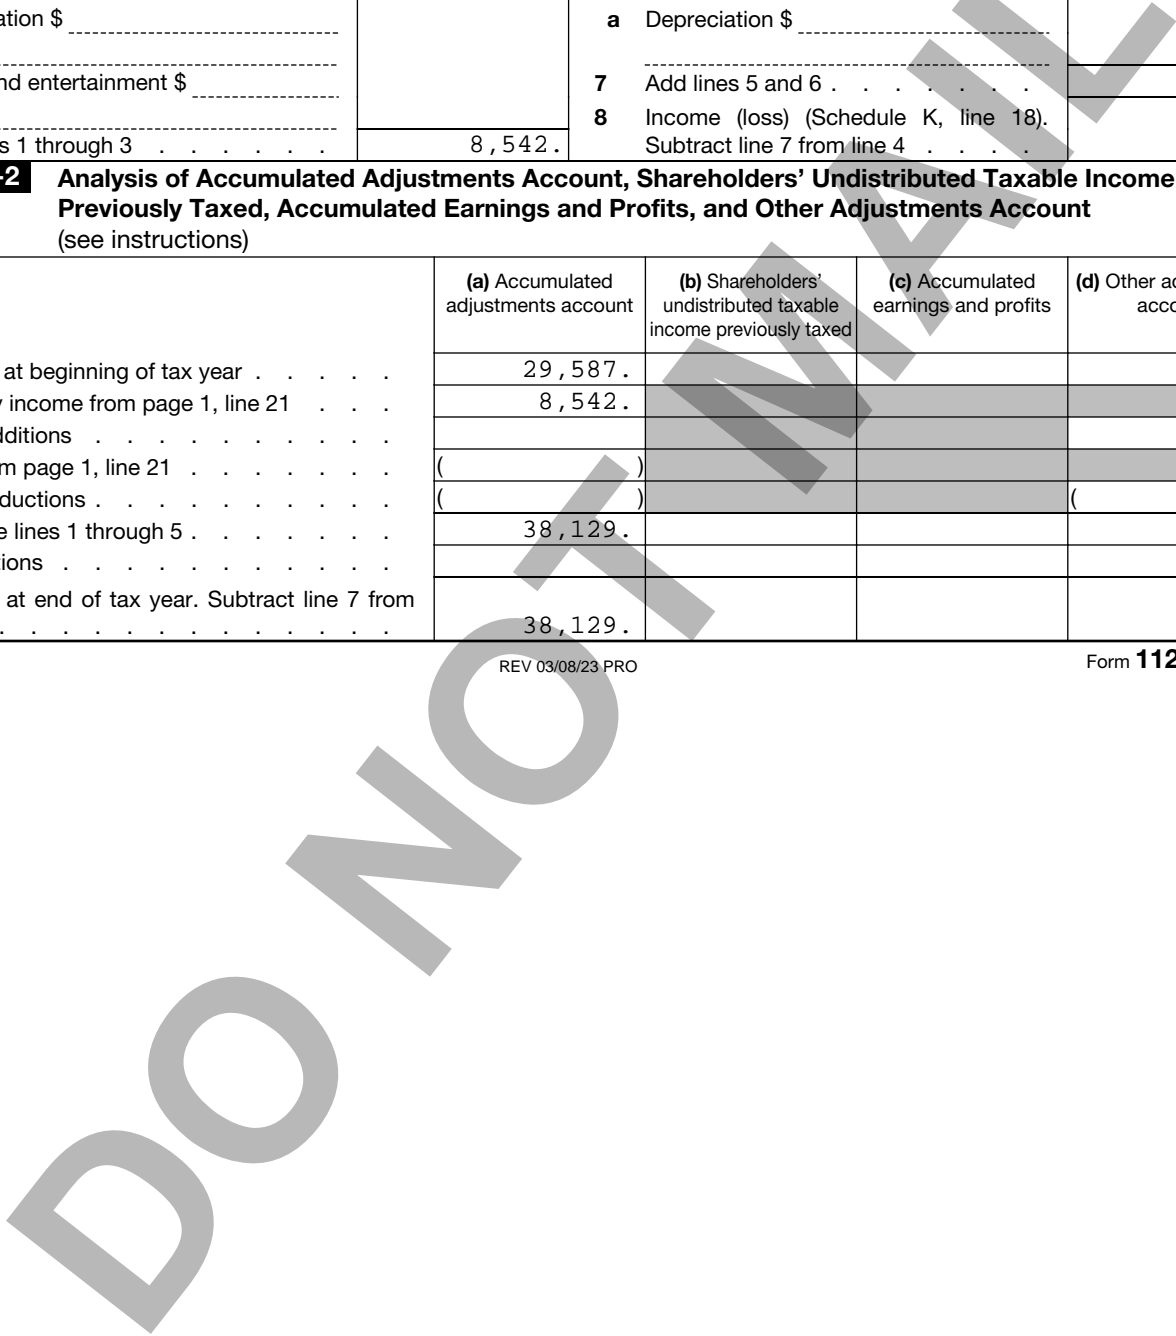 ation $
nd entertainment $
s 1 through 3 . . . . . . 8,542.
a Depreciation $
7 Add lines 5 and 6 . . . . . . .
8 Income (loss) (Schedule K, line 18).
Subtract line 7 from line 4 . . . .
-2 Analysis of Accumulated Adjustments Account, Shareholders’ Undistributed Taxable Income
Previously Taxed, Accumulated Earnings and Profits, and Other Adjustments Account
(see instructions)
(a) Accumulated
adjustments account
(b) Shareholders’
undistributed taxable
income previously taxed
(c) Accumulated
earnings and profits
(d) Other ad
acco
at beginning of tax year . . . . . 29,587.
y income from page 1, line 21 . . . 8,542.
dditions . . . . . . . . . .
m page 1, line 21 . . . . . . . ( )
ductions . . . . . . . . . . ( ) (
e lines 1 through 5 . . . . . . . 38,129.
ions . . . . . . . . . . .
at end of tax year. Subtract line 7 from
. . . . . . . . . . . . . 38,129.
REV 03/08/23 PRO
Form 112
DO NOT MAIL